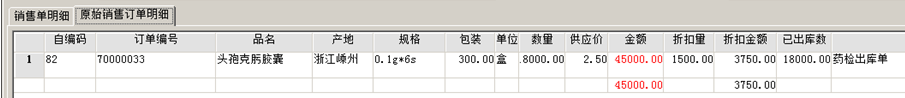 销售单明细 原始销售订单明细
自编码 订单编号 品名 产地 规格 包装 单位 数量 供应价 金额 折扣量 折扣金额 已出库数
1 82 70000033 头孢克肟胶囊 浙江嵊州 0.1g*6s 300.00 盒 .8000.00 2.50 45000.00 1500.00 3750.00 18000.00 药检出库单
45000.00 3750.00